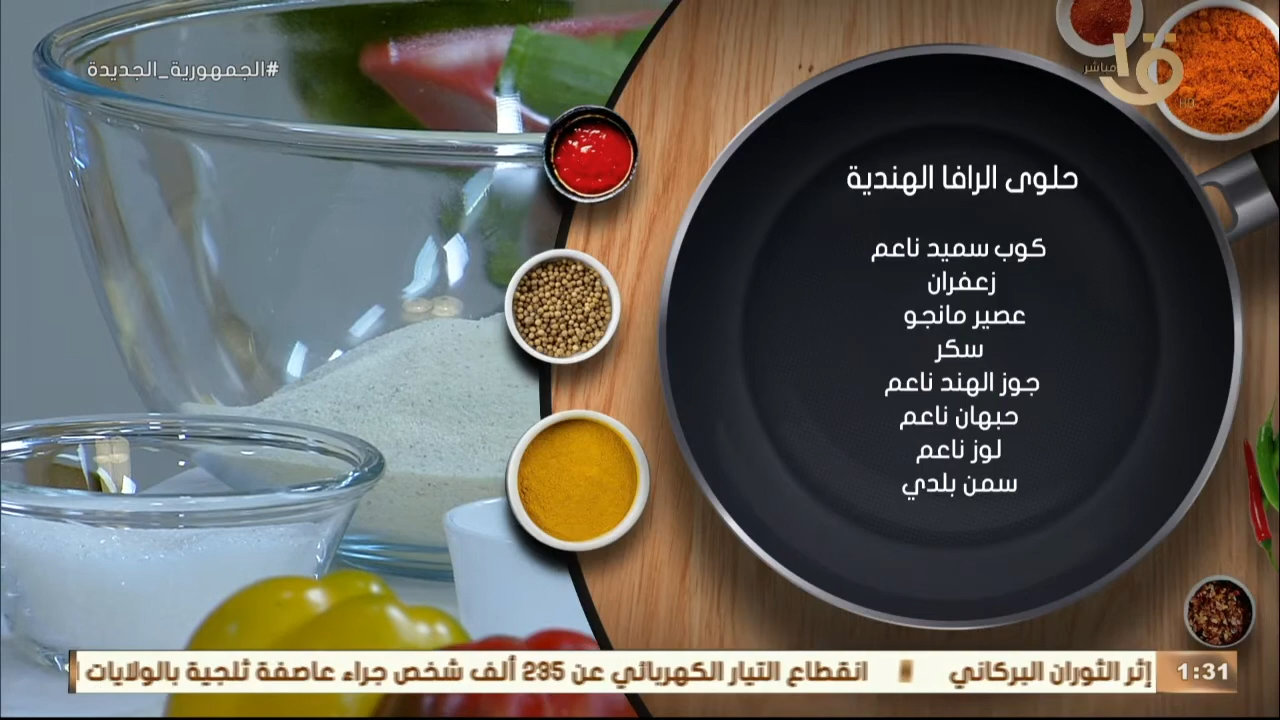 #الجمهورية_الجديدة
مباشر
HD
حلوى الرافا الهندية
كوب سميد ناعم
زعفران
عصير مانجو
سكر
جوز الهند ناعم
حبهان ناعم
لوز ناعم
سمن بلدي
1:31
إثر الثوران البركاني
انقطاع التيار الكهربائي عن 235 ألف شخص جراء عاصفة ثلجية بالولايات